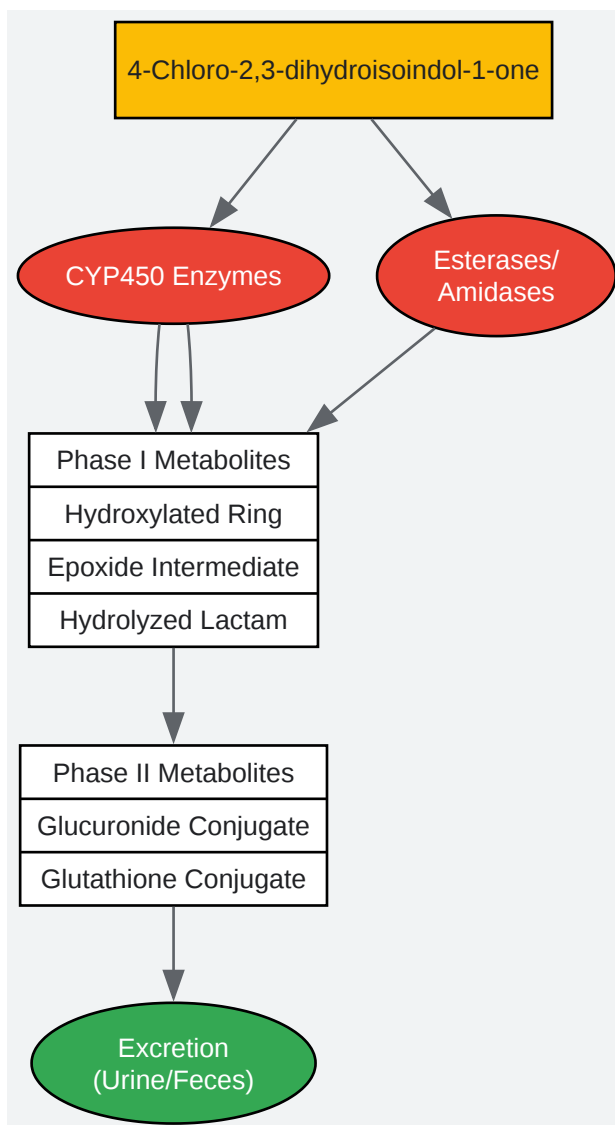 4-Chloro-2,3-dihydroisoindol-1-one
CYP450 Enzymes
Esterases/
Amidases
Phase I Metabolites
Hydroxylated Ring
Epoxide Intermediate
Hydrolyzed Lactam
Phase II Metabolites
Glucuronide Conjugate
Glutathione Conjugate
Excretion
(Urine/Feces)